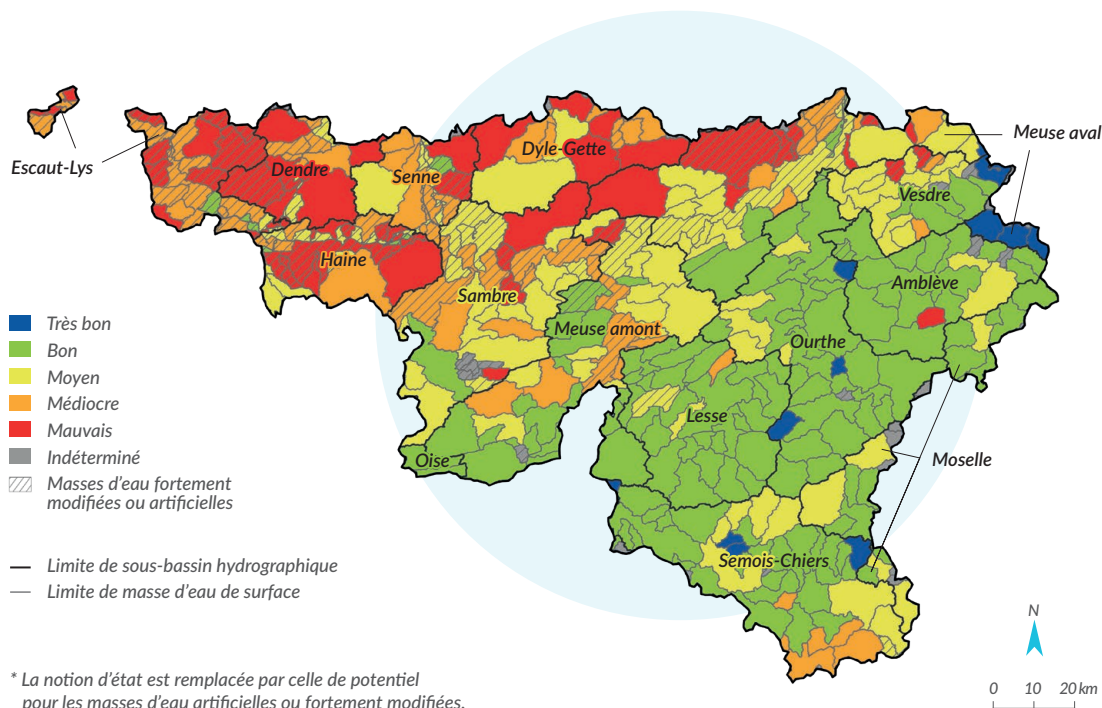 Escaut-Lys
Dendre
Senne
Dyle-Gette
Meuse aval
Vesdre
Haine
Sambre
Meuse amont
Amblève
Ourthe
Lesse
Oise
Moselle
Semois-Chiers
Très bon
Bon
Moyen
Médiocre
Mauvais
Indéterminé
Masses d'eau fortement
modifiées ou artificielles
Limite de sous-bassin hydrographique
Limite de masse d'eau de surface
* La notion d'état est remplacée par celle de potentiel
pour les masses d'eau artificielles ou fortement modifiées.
N
0 10 20 km